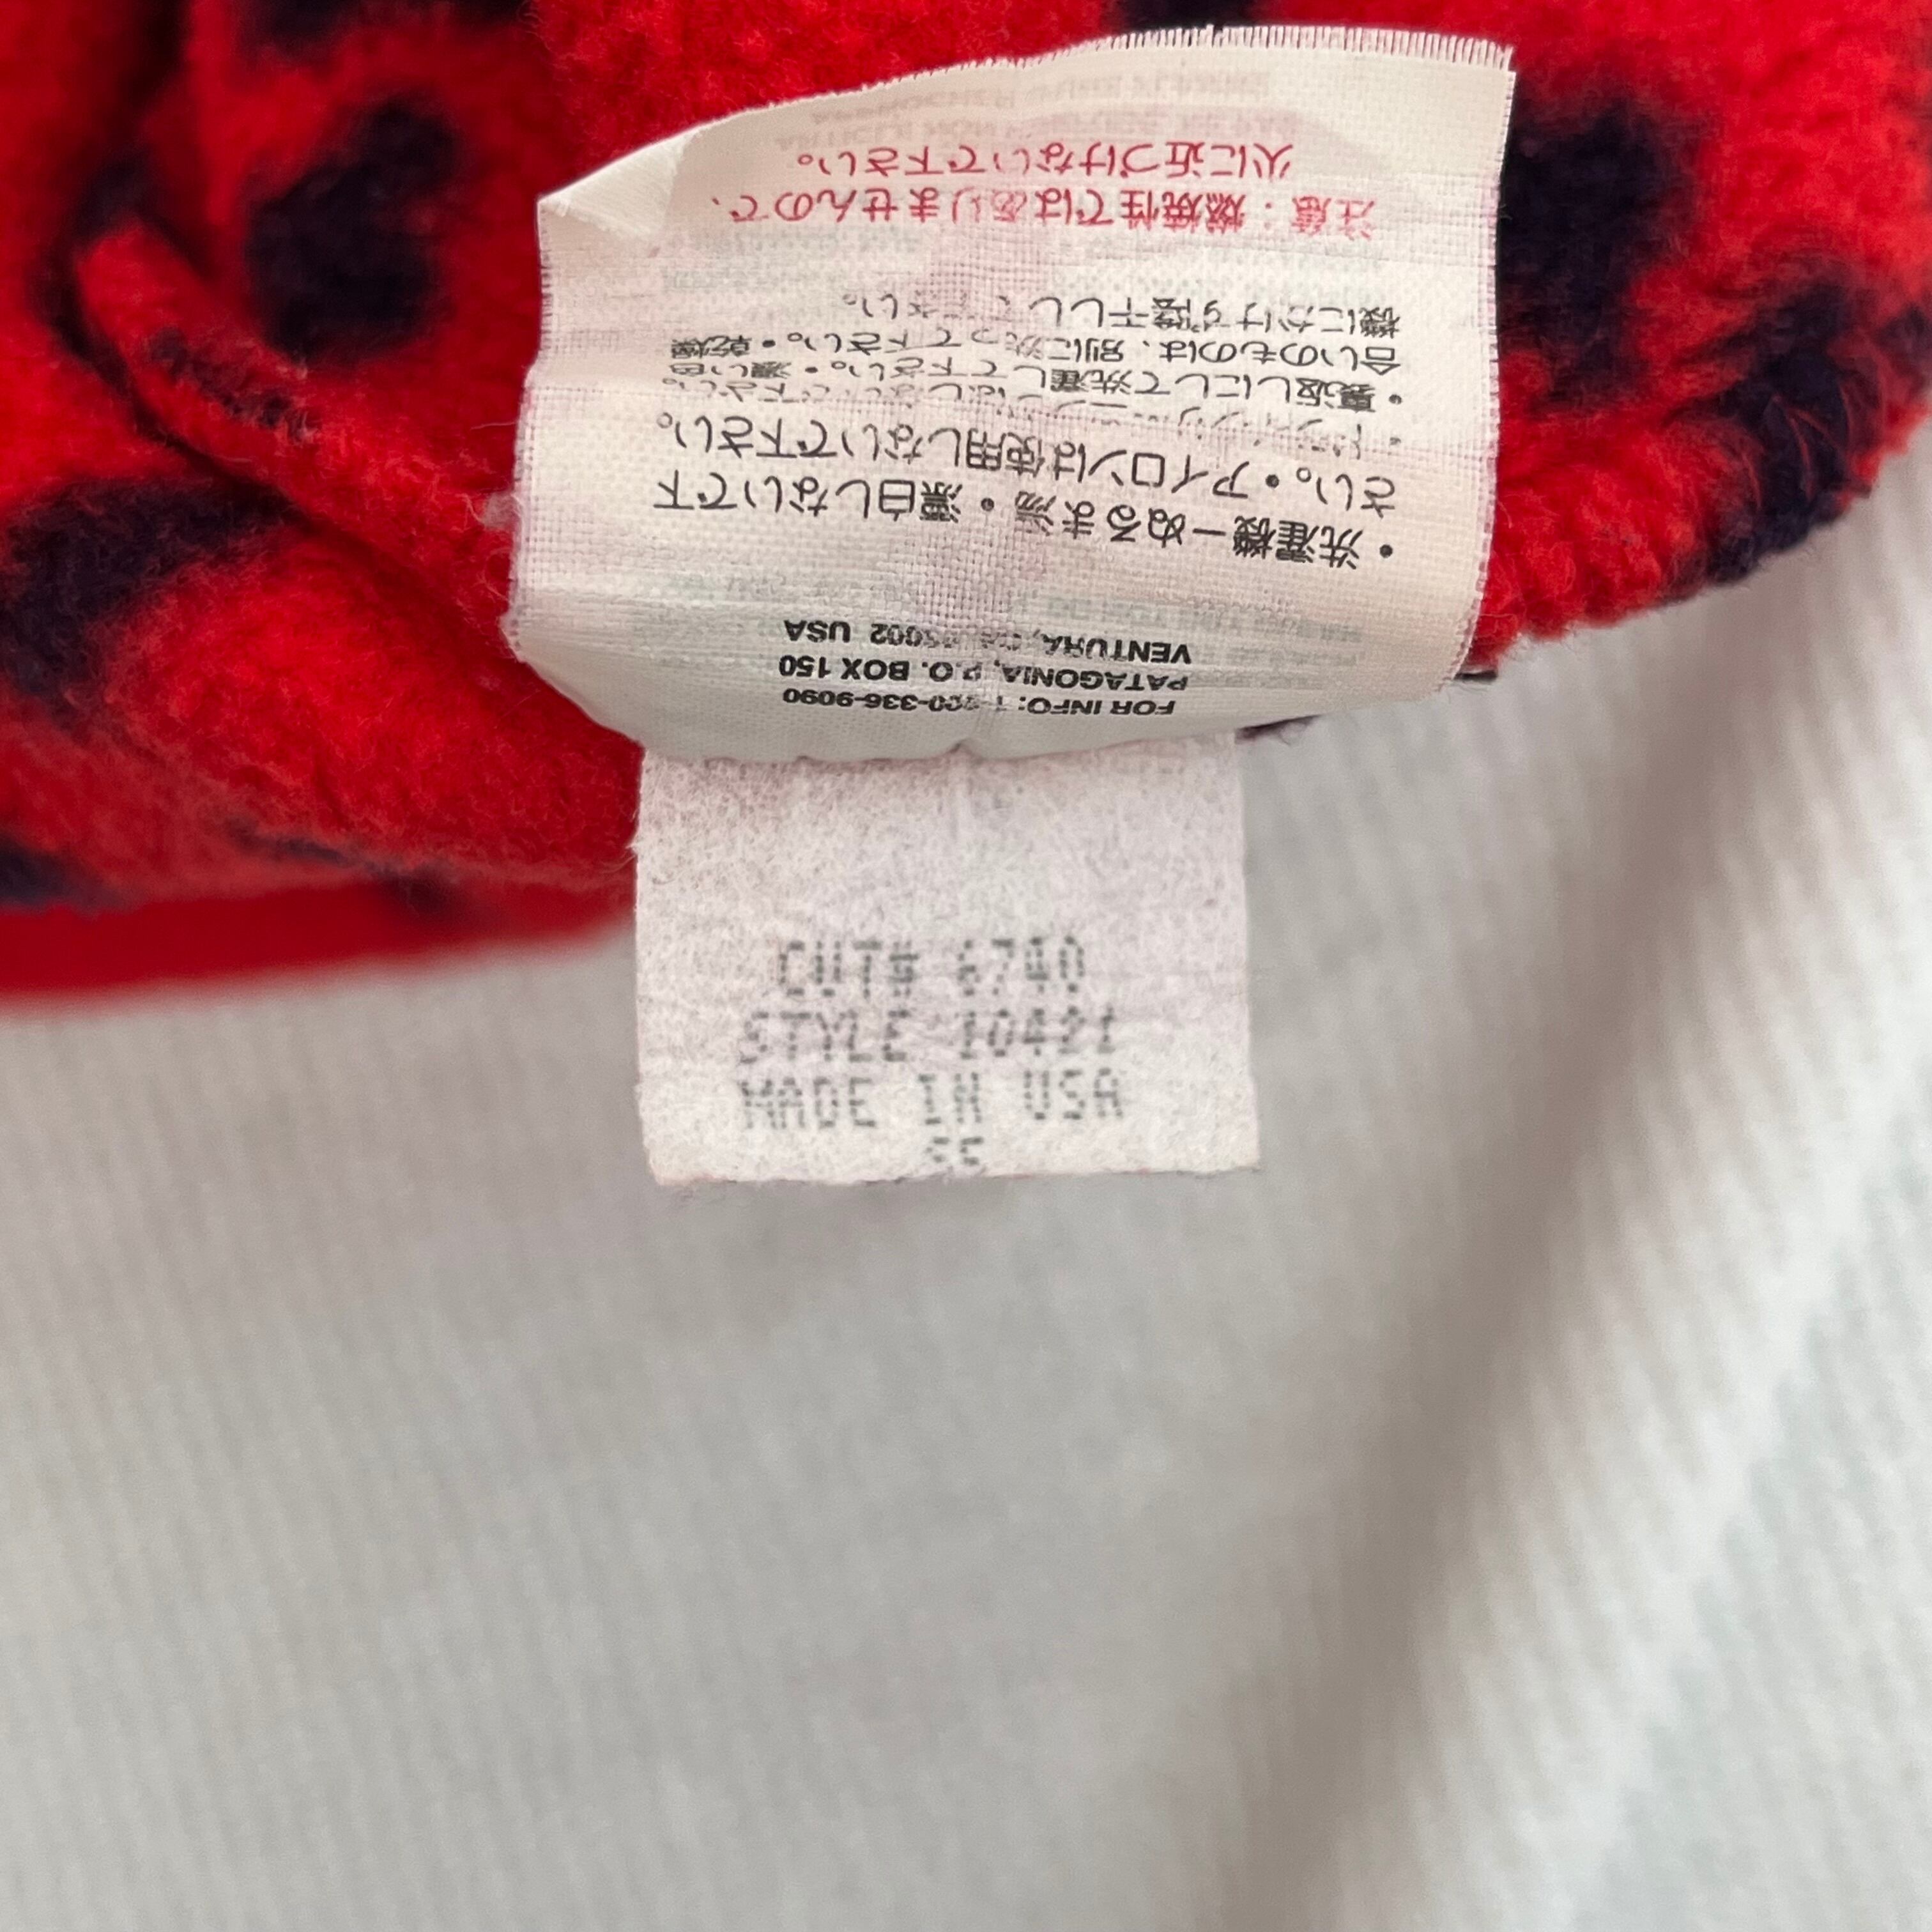 FOR INFO: 1-800-336-9090
PATAGONIA, P.O. BOX 150
VENTURA, CA 93002 USA
・洗濯機ーぬるま湯・漂白しないで下
さい。・アイロンは使用しないで下さい。
・裏返しにして洗濯して下さい。・濃い色
合いのものは、別に洗って下さい。・乾燥
機にかけず陰干しして下さい。
注意：燃焼性ではありませんので、
火に近づけないで下さい。
CUT# 6740
STYLE 10421
MADE IN USA